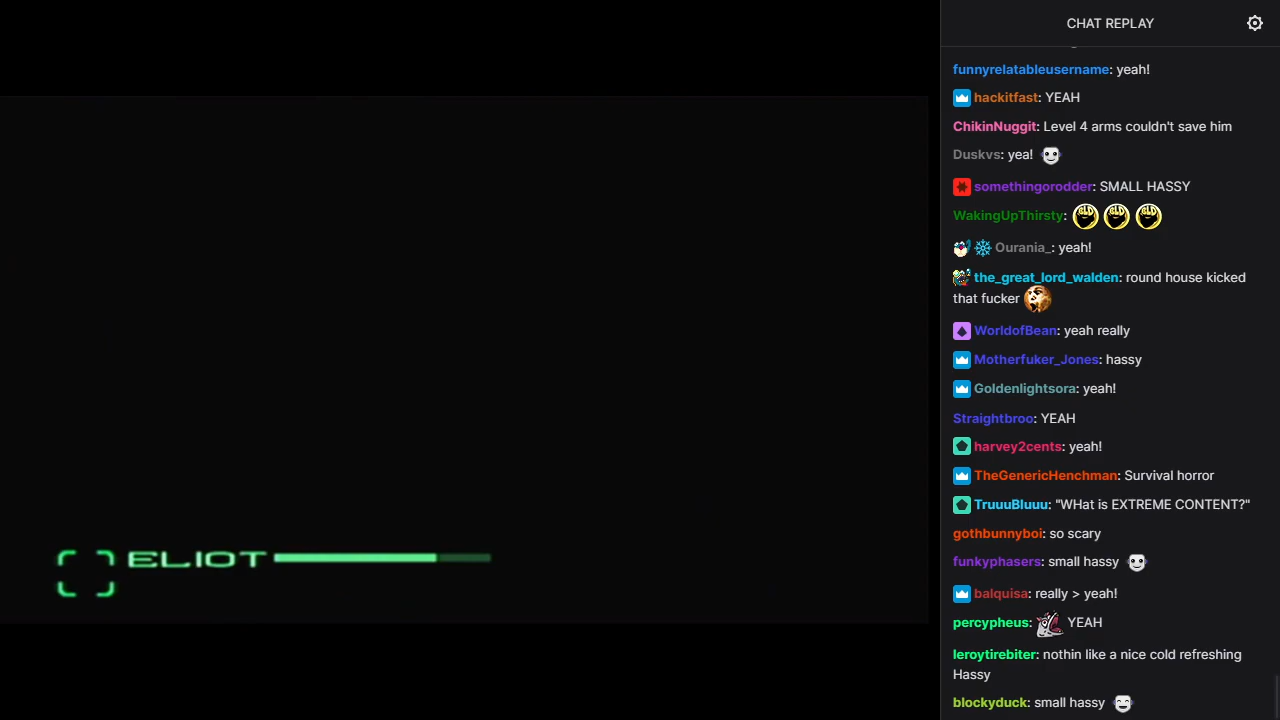 CHAT REPLAY
funnyrelatableusername: yeah!
hackitfast: YEAH
ChikinNuggit: Level 4 arms couldn't save him
Duskvs: yea!
somethingorodder: SMALL HASSY
WakingUpThirsty: GLD GLD GLD
Ourania_: yeah!
the_great_lord_walden: round house kicked
that fucker
WorldofBean: yeah really
Motherfuker_Jones: hassy
Goldenlightsora: yeah!
Straightbroo: YEAH
harvey2cents: yeah!
TheGenericHenchman: Survival horror
TruuuBluuu: "WHat is EXTREME CONTENT?"
gothbunnyboi: so scary
funkyphasers: small hassy
balquisa: really > yeah!
percypheus: YEAH
leroytirebiter: nothin like a nice cold refreshing
Hassy
blockyduck: small hassy
ELIOT